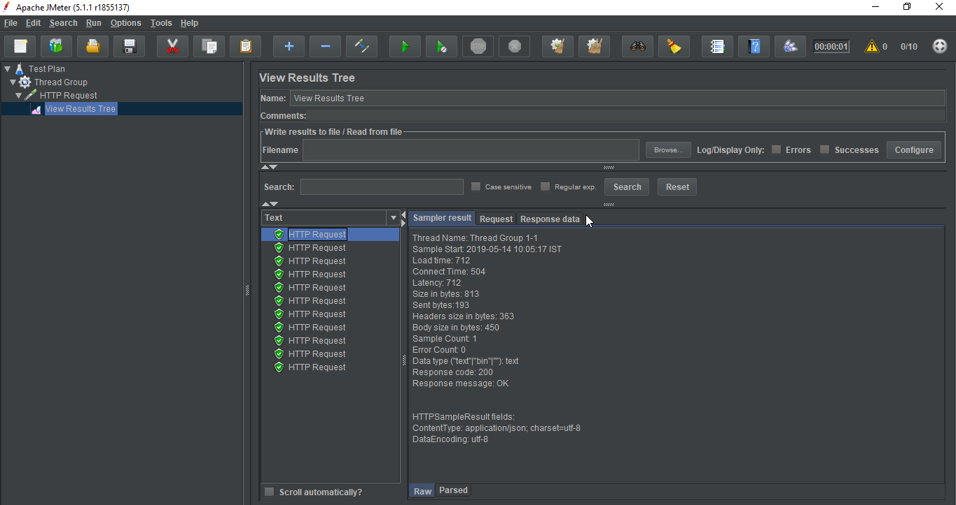 Apache JMeter (5.1.1 r1855137)
File Edit Search Run Options Tools Help
00:00:01 0 0/10
Test Plan
Thread Group
HTTP Request
View Results Tree
View Results Tree
Name: View Results Tree
Comments:
Write results to file / Read from file
Filename Browse... Log/Display Only: Errors Successes Configure
Search: Case sensitive Regular exp. Search Reset
Text
HTTP Request
HTTP Request
HTTP Request
HTTP Request
HTTP Request
HTTP Request
HTTP Request
HTTP Request
HTTP Request
HTTP Request
HTTP Request
Scroll automatically?
Sampler result Request Response data
Thread Name: Thread Group 1-1
Sample Start: 2019-05-14 10:05:17 IST
Load time: 712
Connect Time: 504
Latency: 712
Size in bytes: 813
Sent bytes:193
Headers size in bytes: 363
Body size in bytes: 450
Sample Count: 1
Error Count: 0
Data type ("text"|"bin"|""): text
Response code: 200
Response message: OK
HTTPSampleResult fields:
ContentType: application/json; charset=utf-8
DataEncoding: utf-8
Raw Parsed